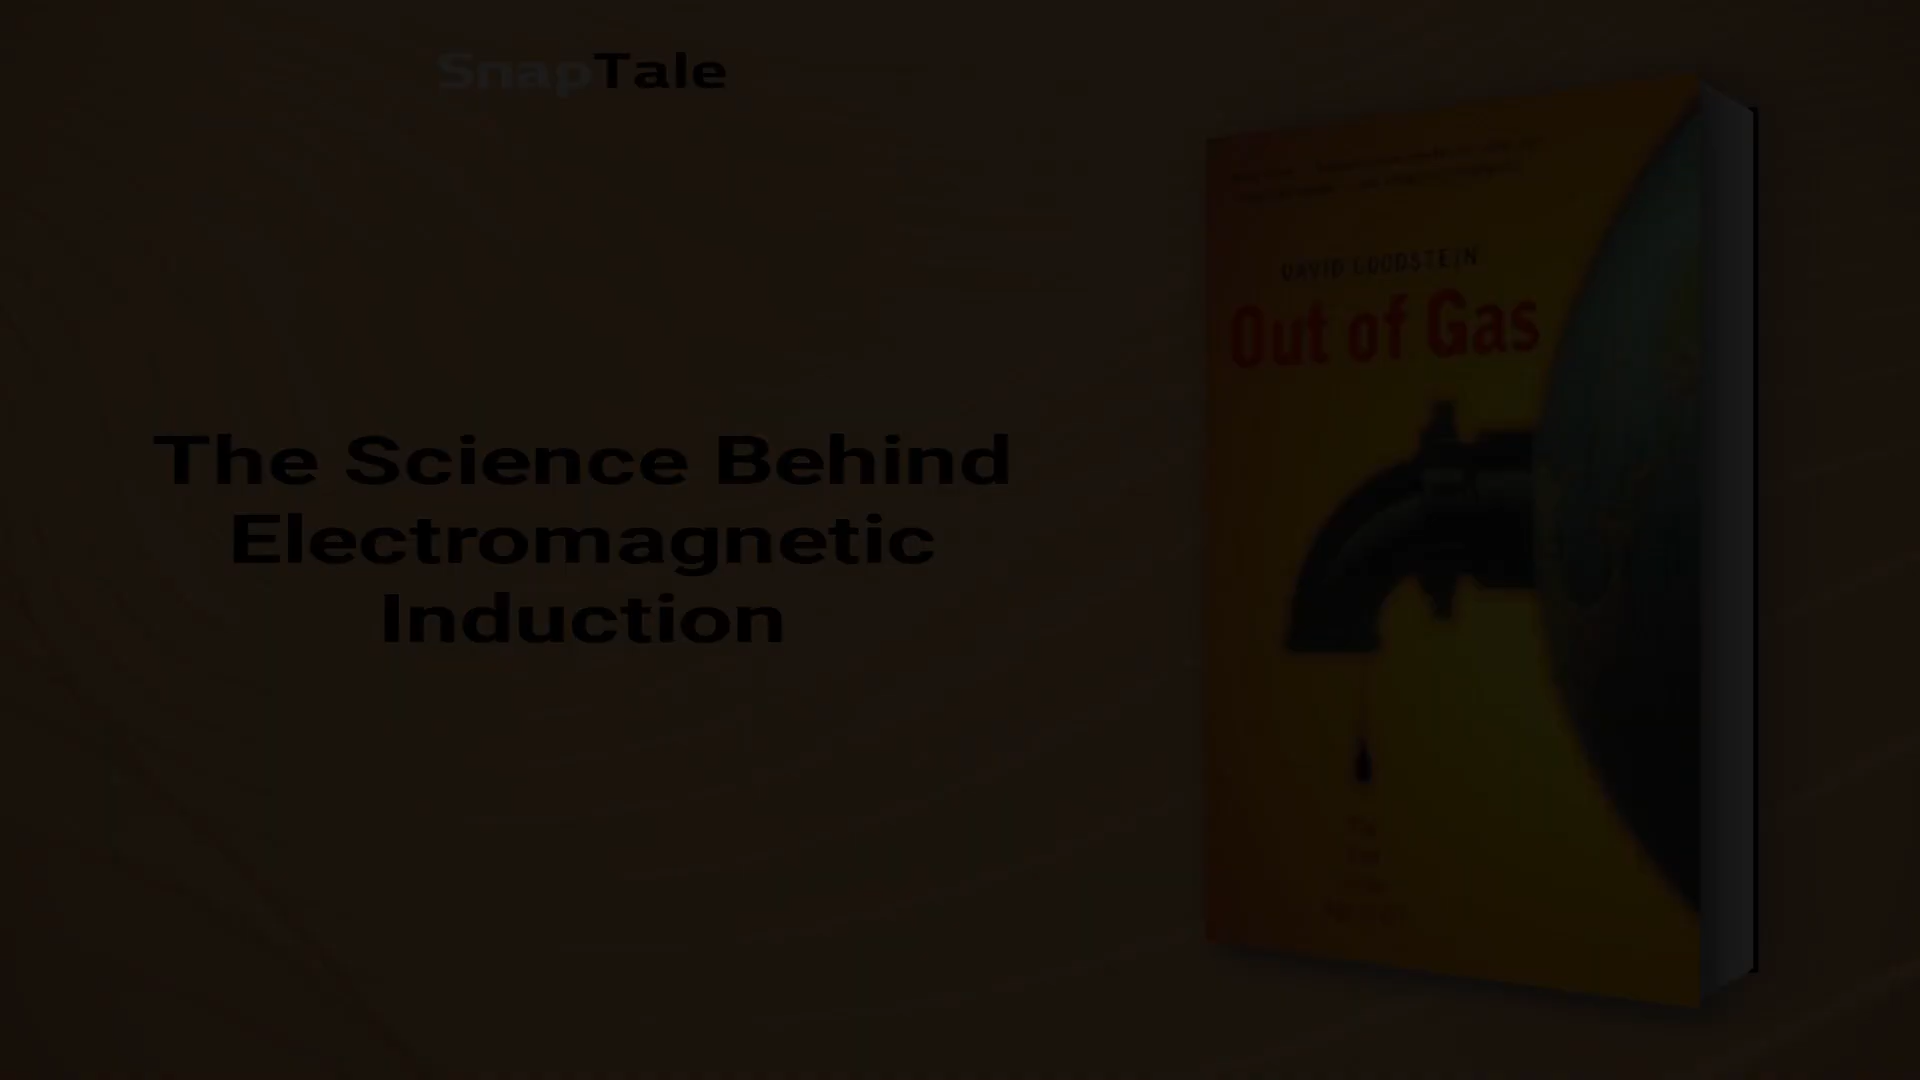 SnapTale
The Science Behind
Electromagnetic
Induction
DAVID GOODSTEIN
Out of Gas